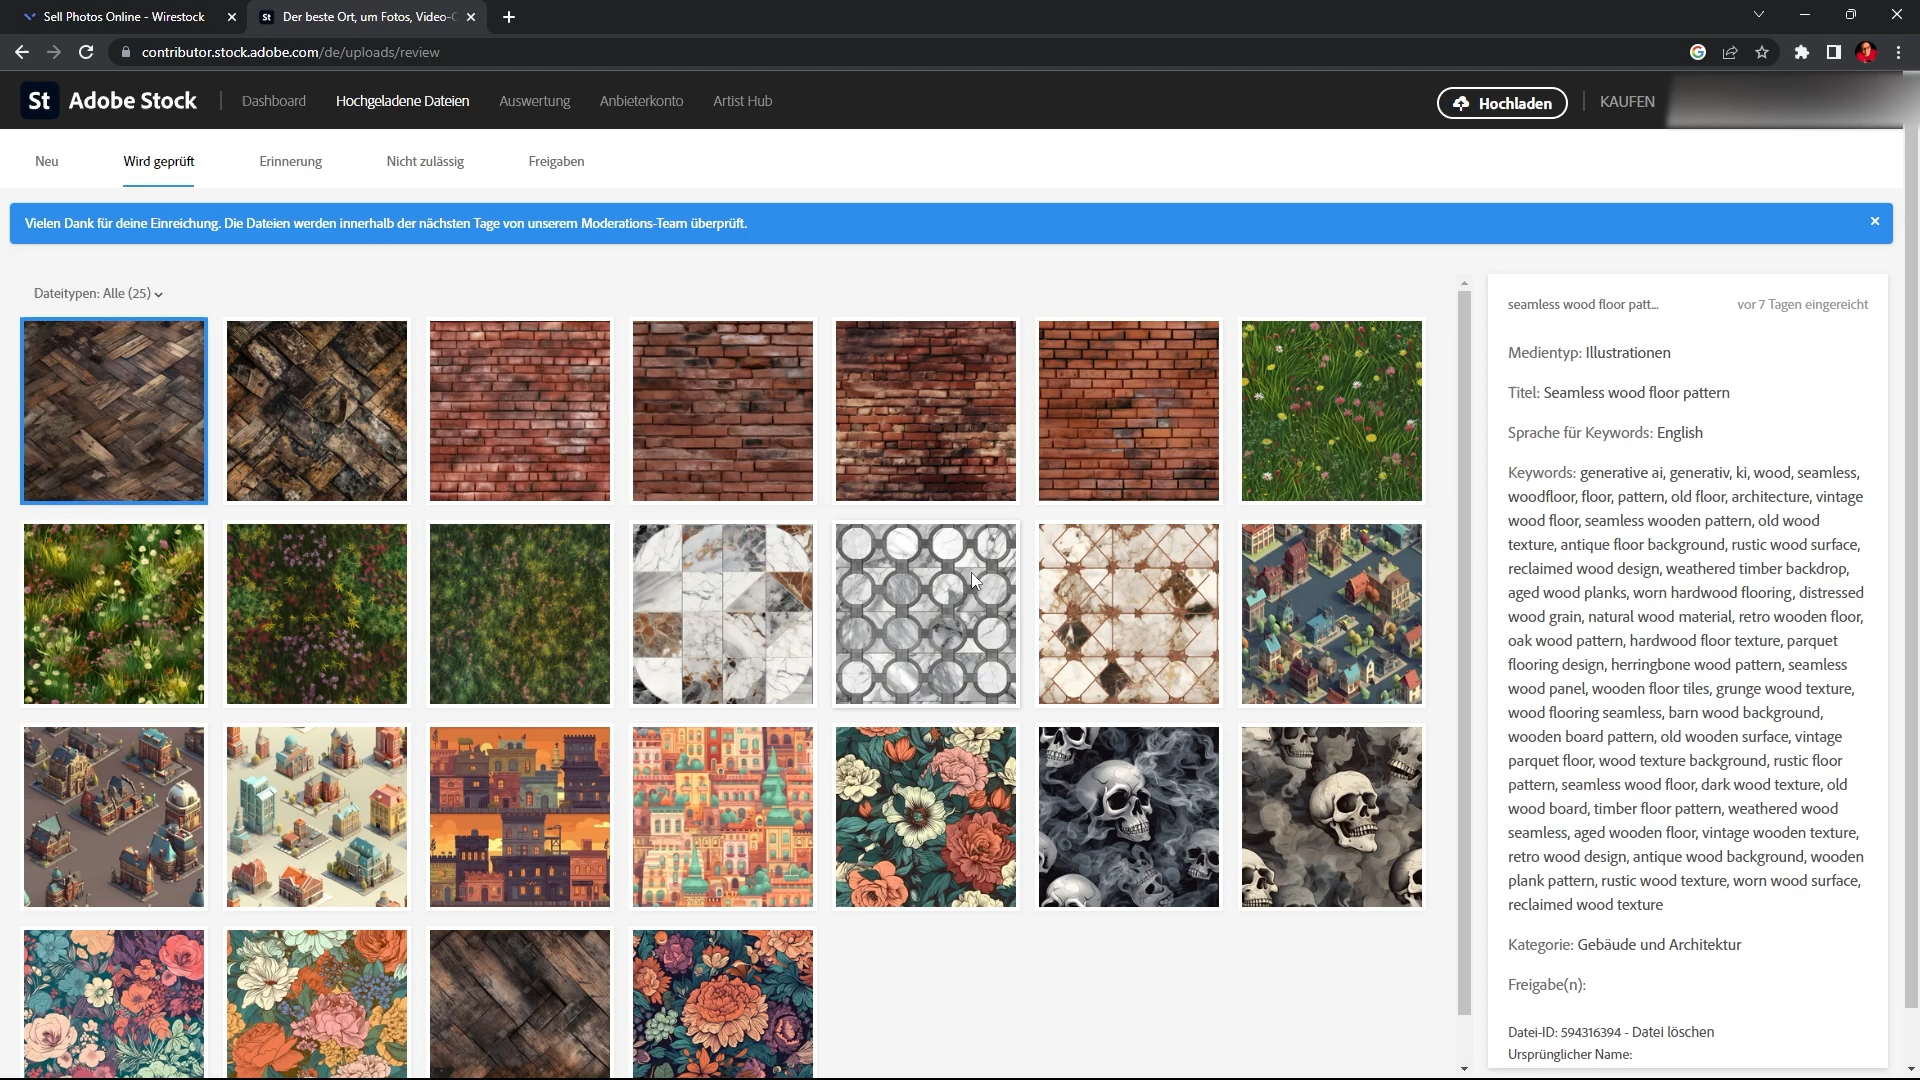 Sell Photos Online - Wirestock
Der beste Ort, um Fotos, Video-C
contributor.stock.adobe.com/de/uploads/review
St Adobe Stock
Dashboard
Hochgeladene Dateien
Auswertung
Anbieterkonto
Artist Hub
Hochladen
KAUFEN
Neu
Wird geprüft
Erinnerung
Nicht zulässig
Freigaben
Vielen Dank für deine Einreichung. Die Dateien werden innerhalb der nächsten Tage von unserem Moderations-Team überprüft.
Dateitypen: Alle (25)
seamless wood floor patt...
vor 7 Tagen eingereicht
Medientyp: Illustrationen
Titel: Seamless wood floor pattern
Sprache für Keywords: English
Keywords: generative ai, generativ, ki, wood, seamless,
woodfloor, floor, pattern, old floor, architecture, vintage
wood floor, seamless wooden pattern, old wood
texture, antique floor background, rustic wood surface,
reclaimed wood design, weathered timber backdrop,
aged wood planks, worn hardwood flooring, distressed
wood grain, natural wood material, retro wooden floor,
oak wood pattern, hardwood floor texture, parquet
flooring design, herringbone wood pattern, seamless
wood panel, wooden floor tiles, grunge wood texture,
wood flooring seamless, barn wood background,
wooden board pattern, old wooden surface, vintage
parquet floor, wood texture background, rustic floor
pattern, seamless wood floor, dark wood texture, old
wood board, timber floor pattern, weathered wood
seamless, aged wooden floor, vintage wooden texture,
retro wood design, antique wood background, wooden
plank pattern, rustic wood texture, worn wood surface,
reclaimed wood texture
Kategorie: Gebäude und Architektur
Freigabe(n):
Datei-ID: 594316394 - Datei löschen
Ursprünglicher Name: